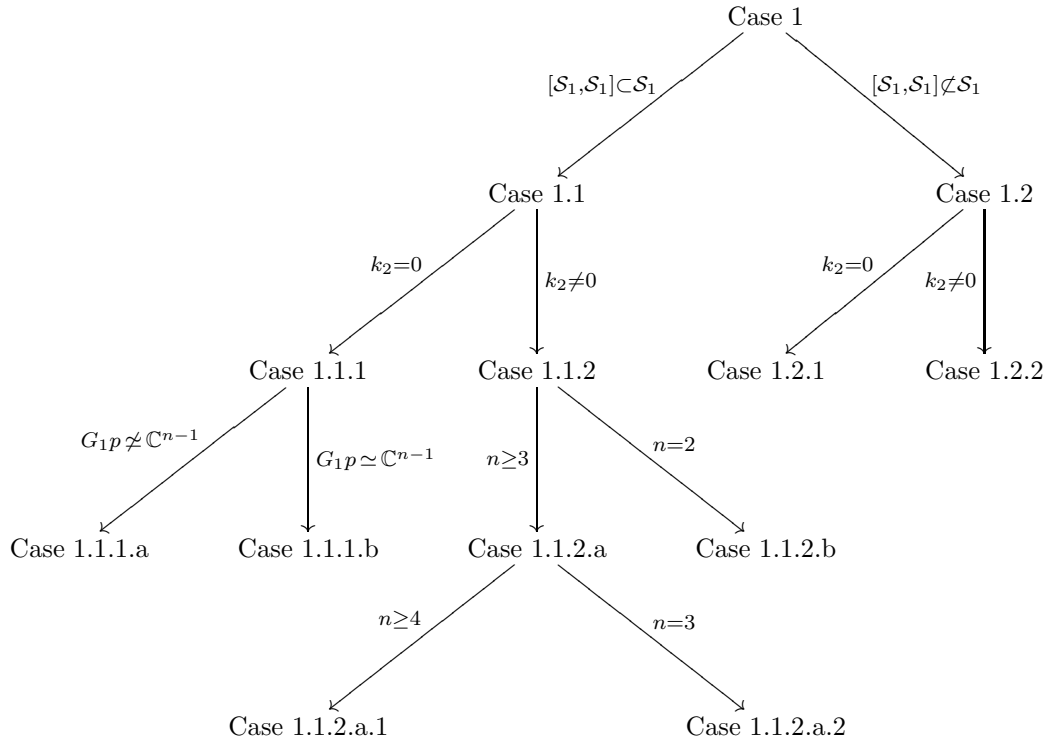 Case 1
[𝒮₁,𝒮₁]⊂𝒮₁
[𝒮₁,𝒮₁]⊄𝒮₁
Case 1.1
Case 1.2
k₂=0
k₂≠0
k₂=0
k₂≠0
Case 1.1.1
Case 1.1.2
Case 1.2.1
Case 1.2.2
G₁p≄ℂⁿ⁻¹
G₁p≃ℂⁿ⁻¹
n≥3
n=2
Case 1.1.1.a
Case 1.1.1.b
Case 1.1.2.a
Case 1.1.2.b
n≥4
n=3
Case 1.1.2.a.1
Case 1.1.2.a.2